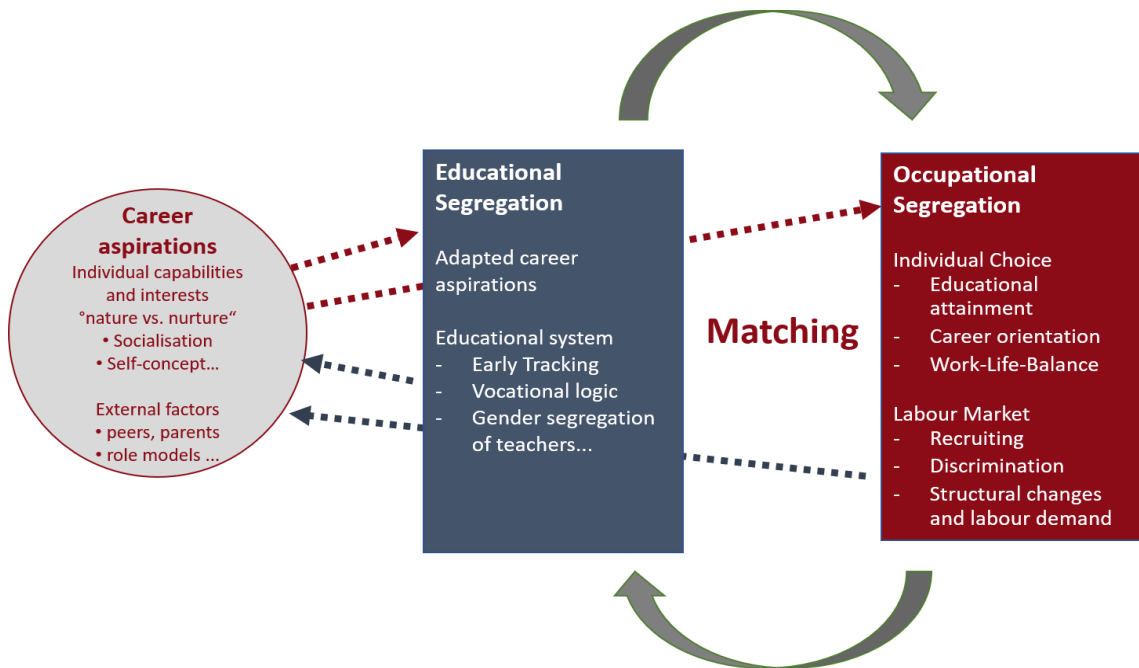 Career
aspirations
Individual capabilities
and interests
°nature vs. nurture“
• Socialisation
• Self-concept...
External factors
• peers, parents
• role models ...
Educational
Segregation
Adapted career
aspirations
Educational system
- Early Tracking
- Vocational logic
- Gender segregation
of teachers...
Matching
Occupational
Segregation
Individual Choice
- Educational
attainment
- Career orientation
- Work-Life-Balance
Labour Market
- Recruiting
- Discrimination
- Structural changes
and labour demand